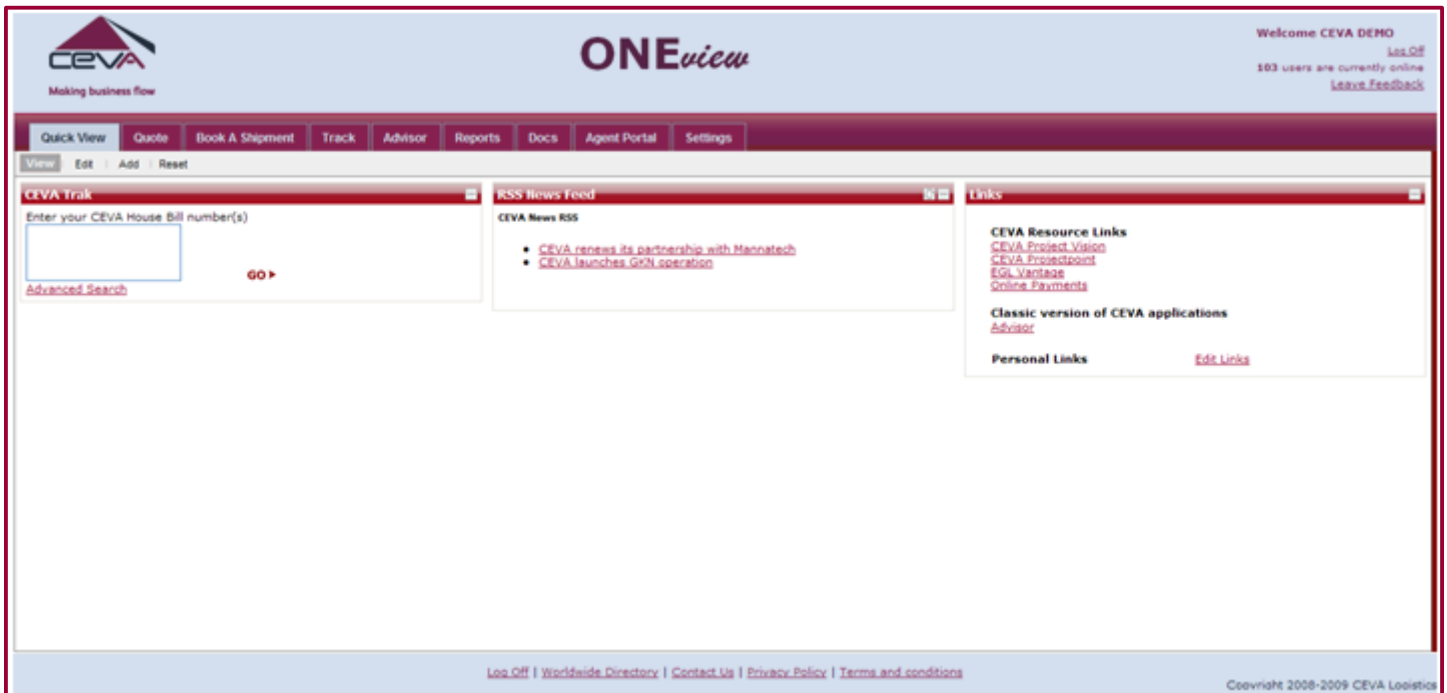 CEVA
Making business flow
ONEview
Welcome CEVA DEMO
Log Off
103 users are currently online
Leave Feedback
Quick View Quote Book A Shipment Track Advisor Reports Docs Agent Portal Settings
View Edit Add Reset
CEVA Trak
Enter your CEVA House Bill number(s)
GO
Advanced Search
RSS News Feed
CEVA News RSS
CEVA renews its partnership with Mannatech
CEVA launches GKN operation
Links
CEVA Resource Links
CEVA Project Vision
CEVA Projectpoint
EGL Vantage
Online Payments
Classic version of CEVA applications
Advisor
Personal Links Edit Links
Log Off | Worldwide Directory | Contact Us | Privacy Policy | Terms and conditions
Copyright 2008-2009 CEVA Logistics